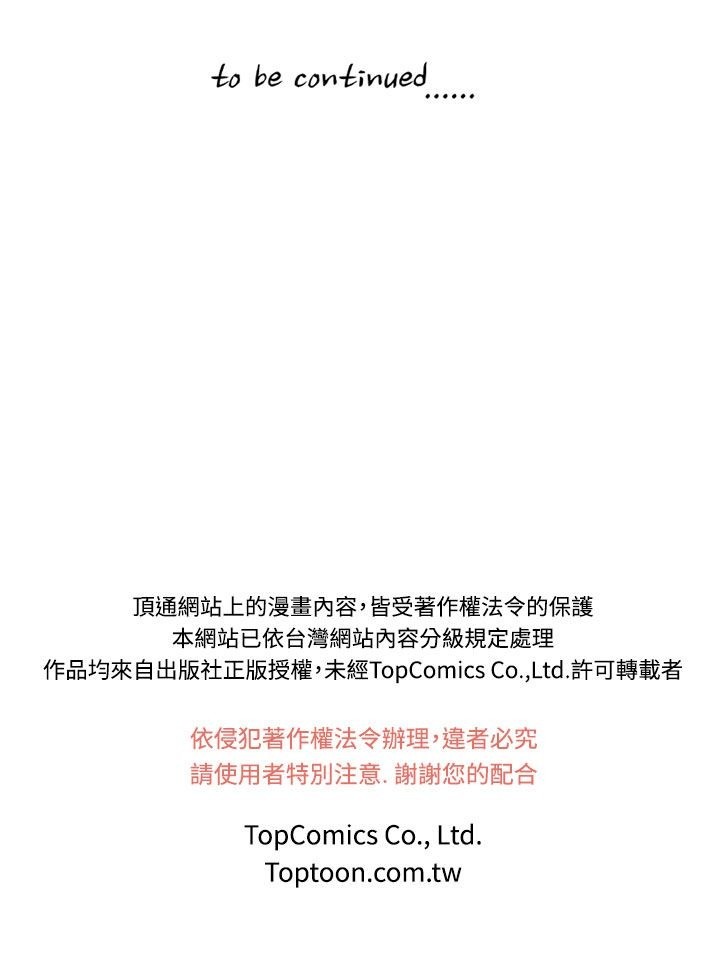 to be continued......
頂通網站上的漫畫內容，皆受著作權法令的保護
本網站已依台灣網站內容分級規定處理
作品均來自出版社正版授權，未經TopComics Co.,Ltd.許可轉載者
依侵犯著作權法令辦理，違者必究
請使用者特別注意. 謝謝您的配合
TopComics Co., Ltd.
Toptoon.com.tw